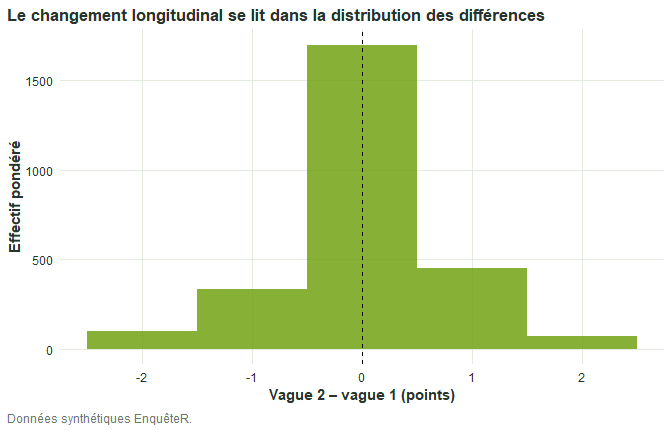 Le changement longitudinal se lit dans la distribution des différences
Effectif pondéré
1500
1000
500
0
-2 -1 0 1 2
Vague 2 – vague 1 (points)
Données synthétiques EnquêteR.